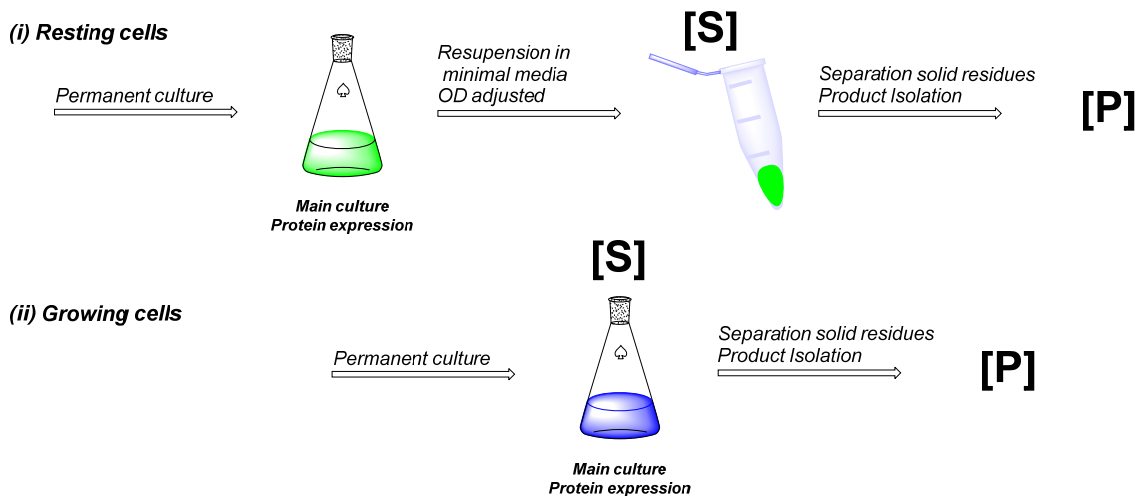 (i) Resting cells
Permanent culture
Resupension in
minimal media
OD adjusted
[S]
Separation solid residues
Product Isolation
[P]
Main culture
Protein expression
(ii) Growing cells
Permanent culture
[S]
Separation solid residues
Product Isolation
[P]
Main culture
Protein expression